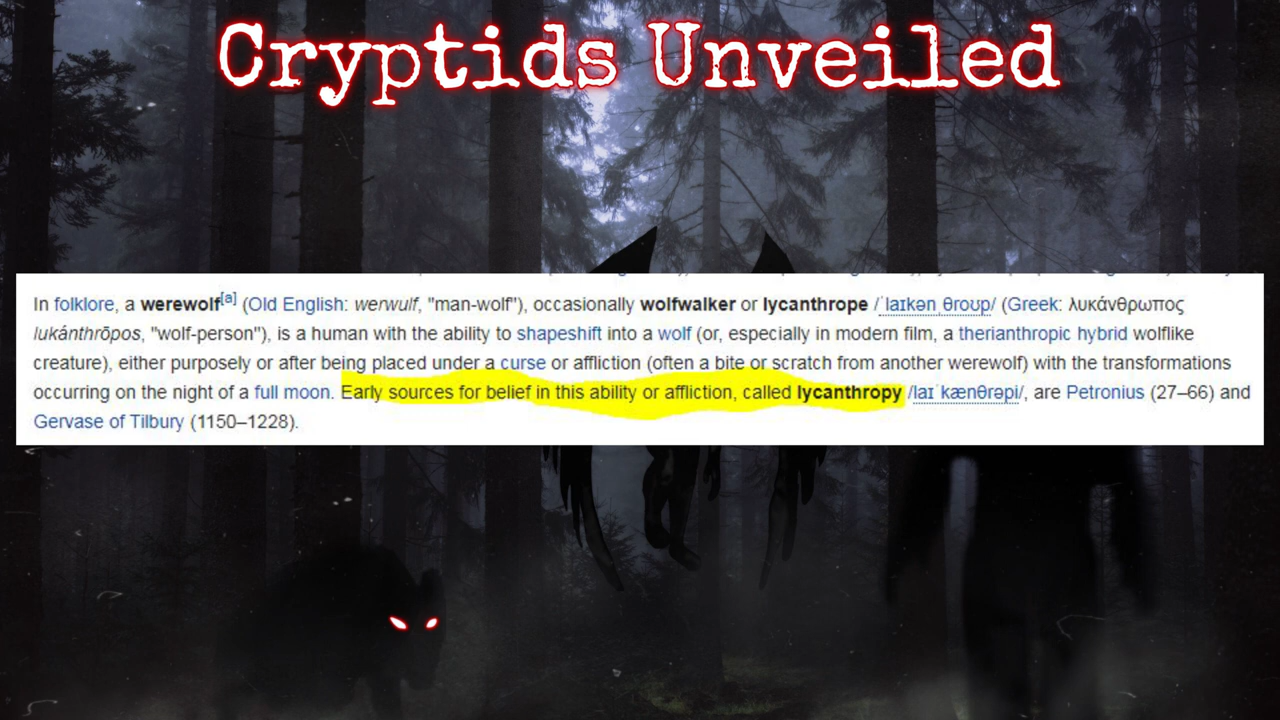 Cryptids Unveiled
In folklore, a werewolf[a] (Old English: werwulf, "man-wolf"), occasionally wolfwalker or lycanthrope /ˈlaɪkənˌθroʊp/ (Greek: λυκάνθρωπος
lukánthrōpos, "wolf-person"), is a human with the ability to shapeshift into a wolf (or, especially in modern film, a therianthropic hybrid wolflike
creature), either purposely or after being placed under a curse or affliction (often a bite or scratch from another werewolf) with the transformations
occurring on the night of a full moon. Early sources for belief in this ability or affliction, called lycanthropy /laɪˈkænθrəpi/, are Petronius (27–66) and
Gervase of Tilbury (1150–1228).